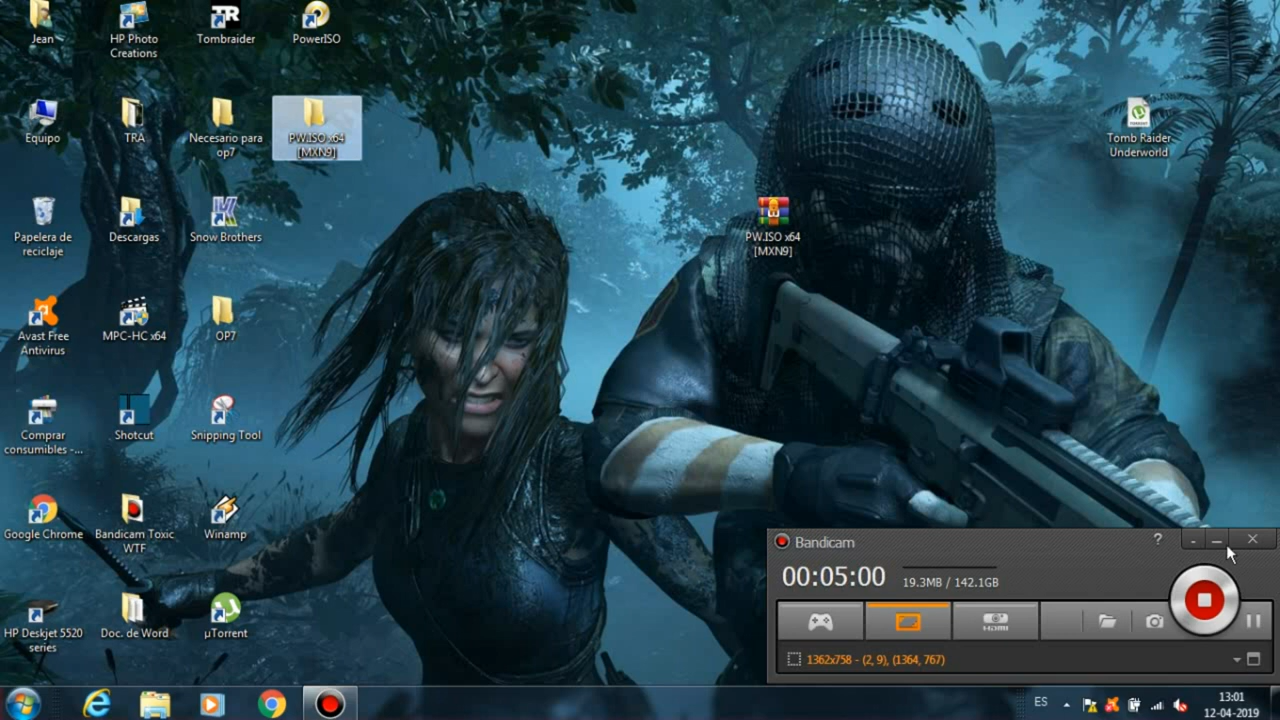 Jean
HP Photo
Creations
TR
Tombraider
PowerISO
Equipo
TRA
Necesario para
op7
PW.ISO x64
[MXN9]
Tomb Raider
Underworld
Papelera de
reciclaje
Descargas
Snow Brothers
PW.ISO x64
[MXN9]
Avast Free
Antivirus
MPC-HC x64
OP7
Comprar
consumibles -...
Shotcut
Snipping Tool
Google Chrome
Bandicam Toxic
WTF
Winamp
HP Deskjet 5520
series
Doc. de Word
µTorrent
Bandicam
?
00:05:00
19.3MB / 142.1GB
HDMI
1362x758 - (2, 9), (1364, 767)
ES
13:01
12-04-2019